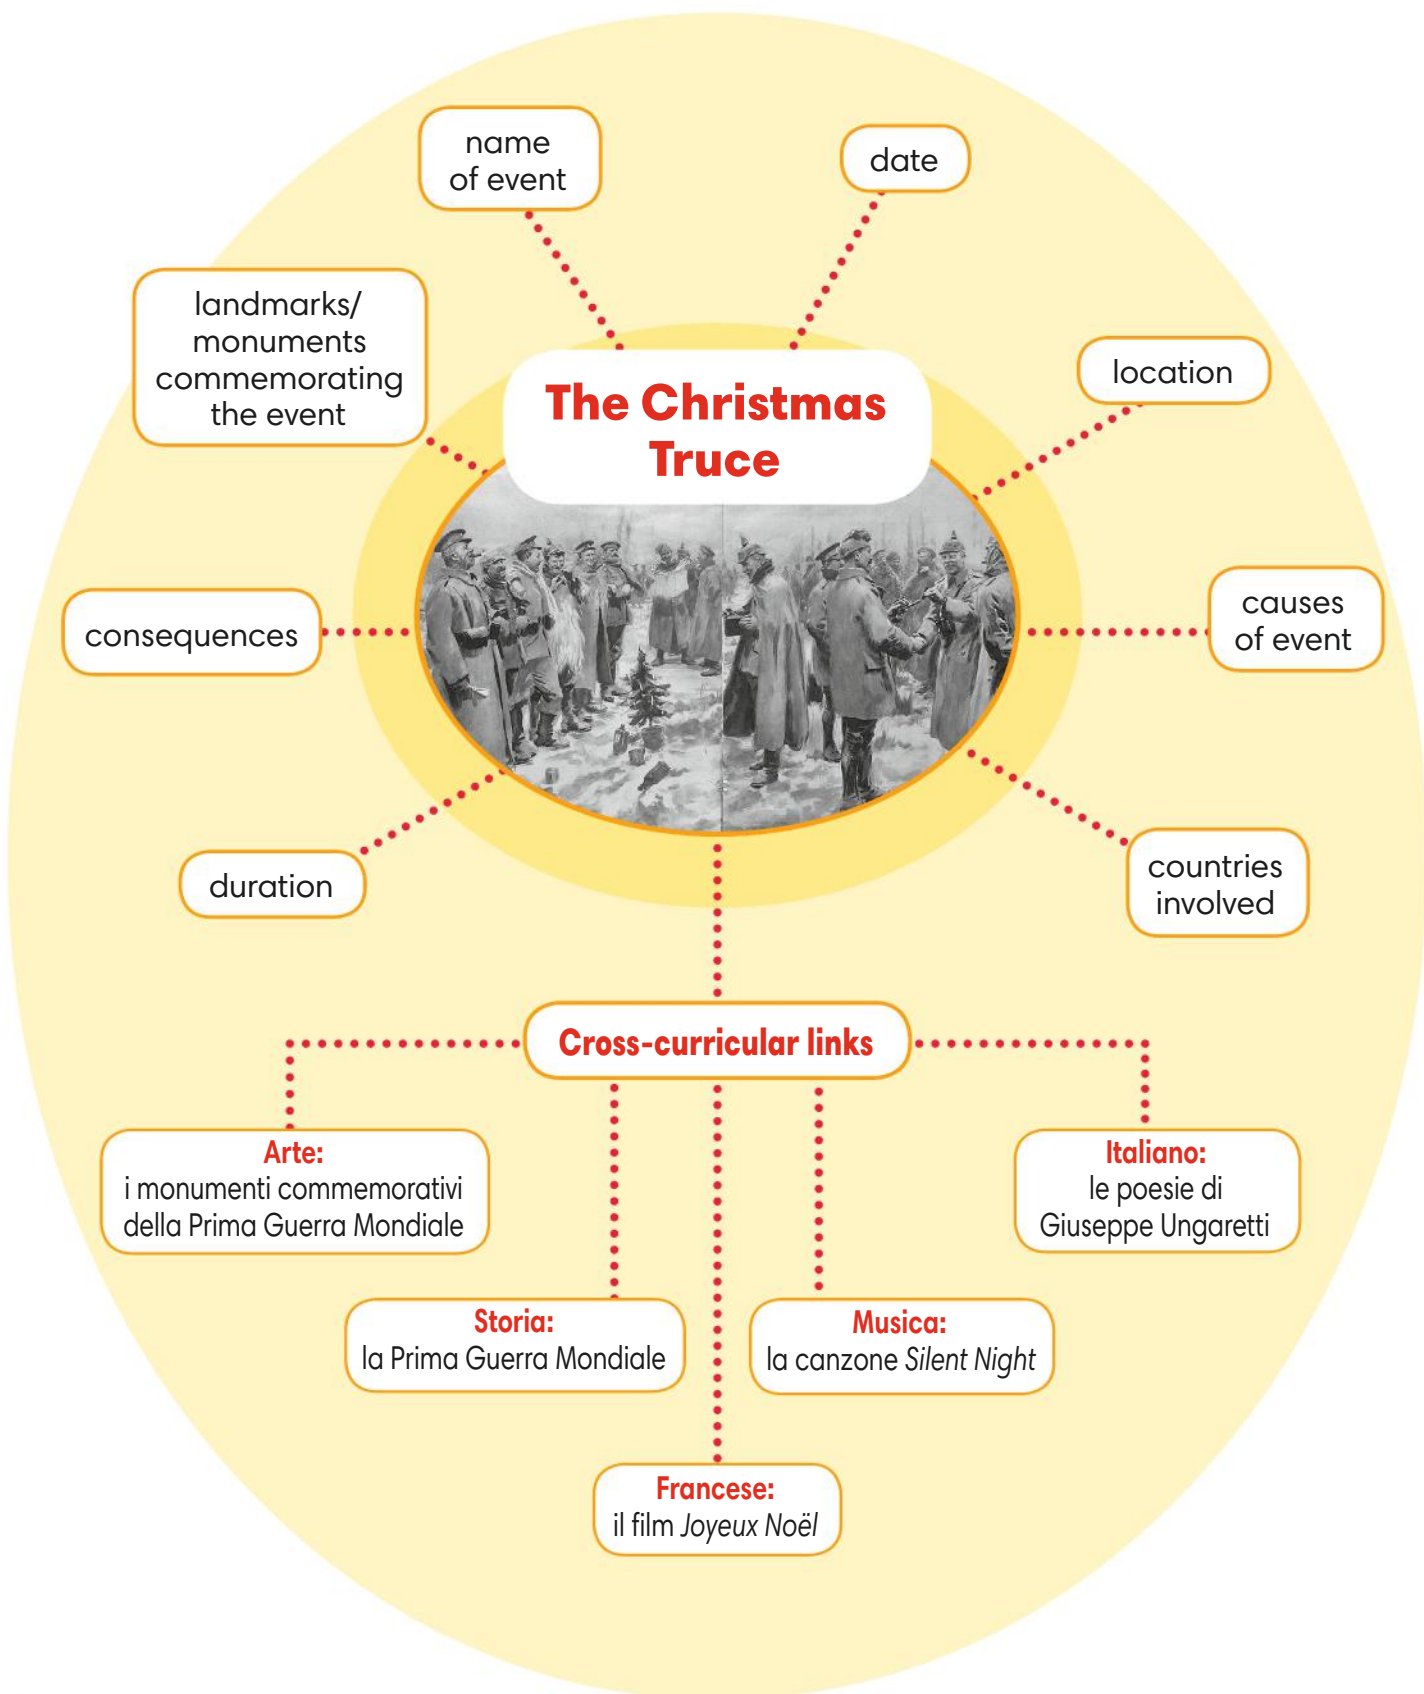 name
of event
date
landmarks/
monuments
commemorating
the event
location
The Christmas
Truce
consequences
causes
of event
duration
countries
involved
Cross-curricular links
Arte:
i monumenti commemorativi
della Prima Guerra Mondiale
Italiano:
le poesie di
Giuseppe Ungaretti
Storia:
la Prima Guerra Mondiale
Musica:
la canzone Silent Night
Francese:
il film Joyeux Noël